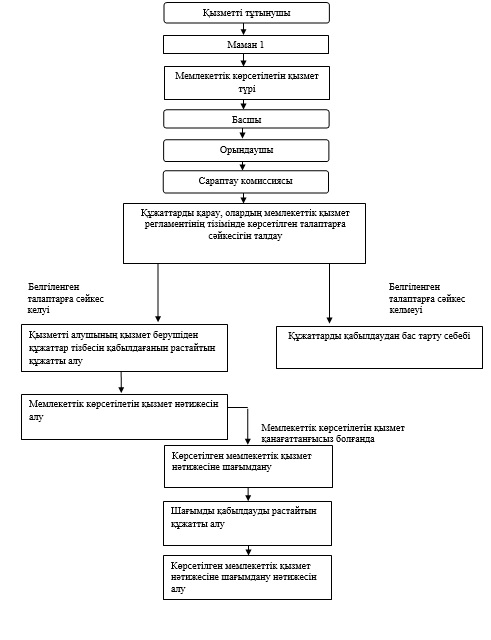 Қызметті тұтынушы
Маман 1
Мемлекеттік көрсетілетін қызмет
түрі
Басшы
Орындаушы
Сараптау комиссиясы
Құжаттарды қарау, олардың мемлекеттік қызмет
регламентінің тізімінде көрсетілген талаптарға
сәйкесігін талдау
Белгіленген
талаптарға сәйкес
келуі
Белгіленген
талаптарға сәйкес
келмеуі
Қызметті алушының қызмет берушіден
құжаттар тізбесін қабылдағанын растайтын
құжатты алу
Құжаттарды қабылдаудан бас тарту себебі
Мемлекеттік көрсетілетін қызмет нәтижесін
алу
Мемлекеттік көрсетілетін қызмет
қанағаттанғысыз болғанда
Көрсетілген мемлекеттік қызмет
нәтижесіне шағымдану
Шағымды қабылдауды растайтын
құжатты алу
Көрсетілген мемлекеттік қызмет
нәтижесіне шағымдану нәтижесін
алу